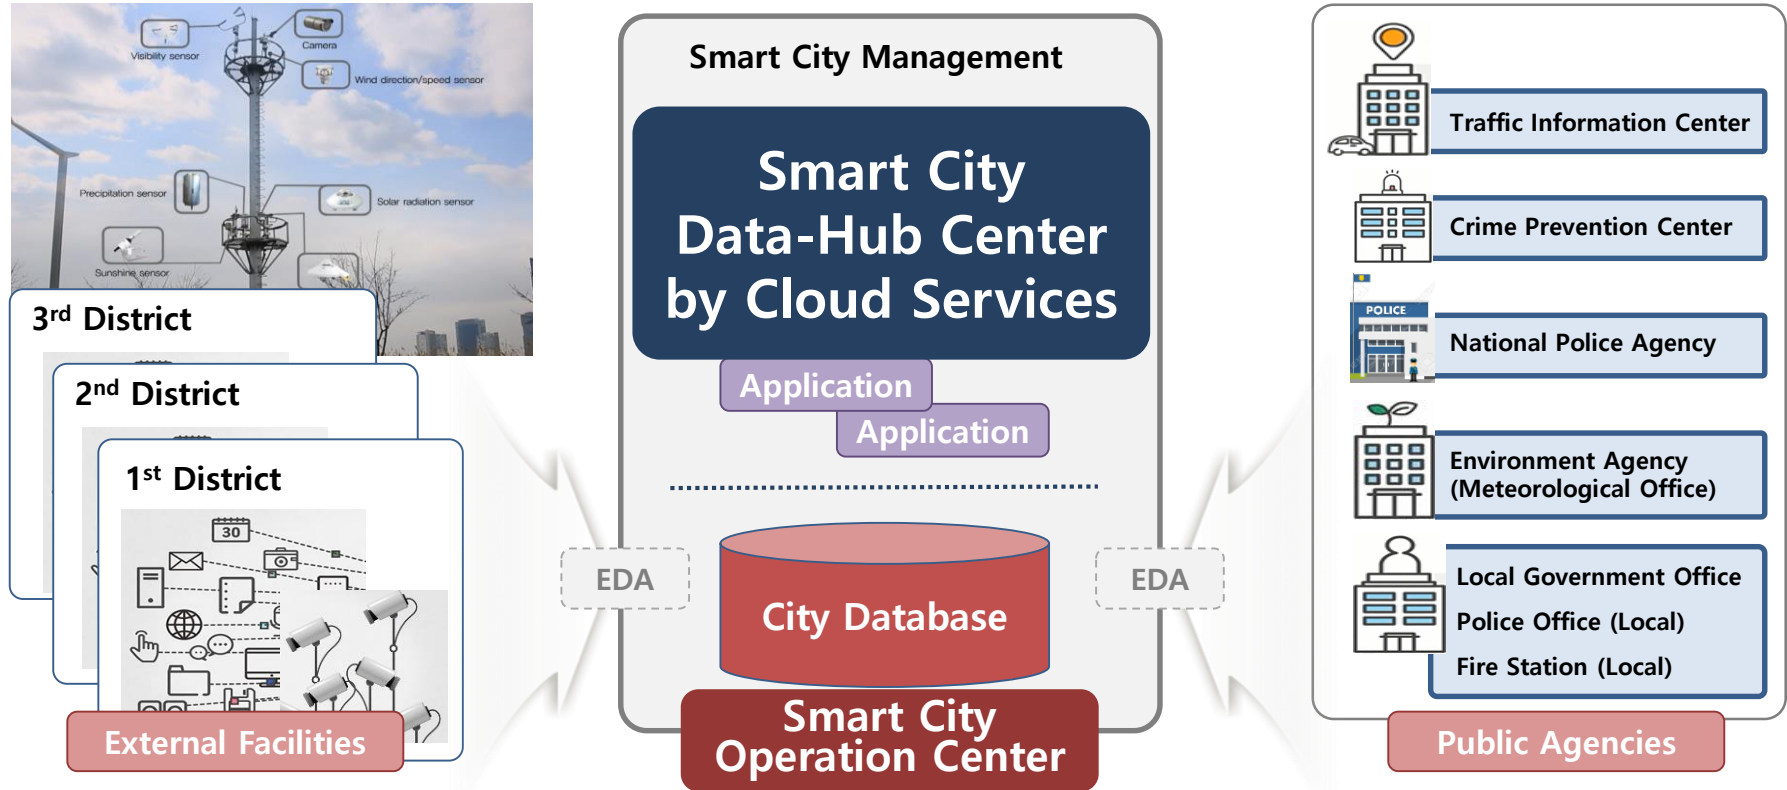 Visibility sensor
Camera
Wind direction/speed sensor
Precipitation sensor
Solar radiation sensor
Sunshine sensor
3rd District
2nd District
1st District
30
External Facilities
Smart City Management
Smart City
Data-Hub Center
by Cloud Services
Application
Application
EDA
EDA
City Database
Smart City
Operation Center
Traffic Information Center
Crime Prevention Center
POLICE
National Police Agency
Environment Agency
(Meteorological Office)
Local Government Office
Police Office (Local)
Fire Station (Local)
Public Agencies